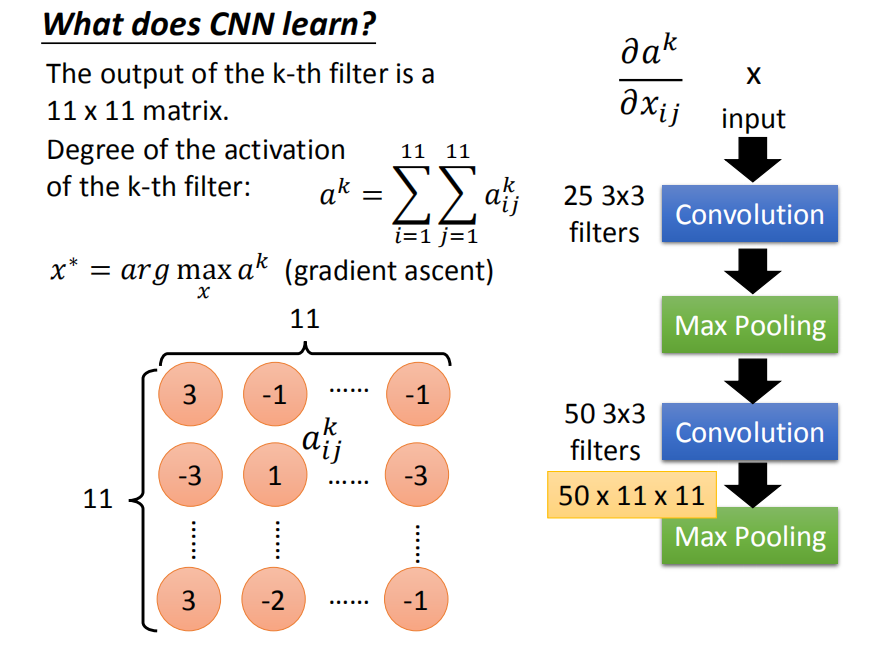 What does CNN learn?
The output of the k-th filter is a
11 x 11 matrix.
Degree of the activation
of the k-th filter:
a^k = \sum_{i=1}^{11} \sum_{j=1}^{11} a_{ij}^k
x^* = arg \max_x a^k (gradient ascent)
11
11
3 -1 …… -1
a_{ij}^k
-3 1 …… -3
…… …… ……
3 -2 …… -1
\frac{∂a^k}{∂x_{ij}}
x
input
25 3x3
filters
Convolution
Max Pooling
50 3x3
filters
Convolution
50 x 11 x 11
Max Pooling